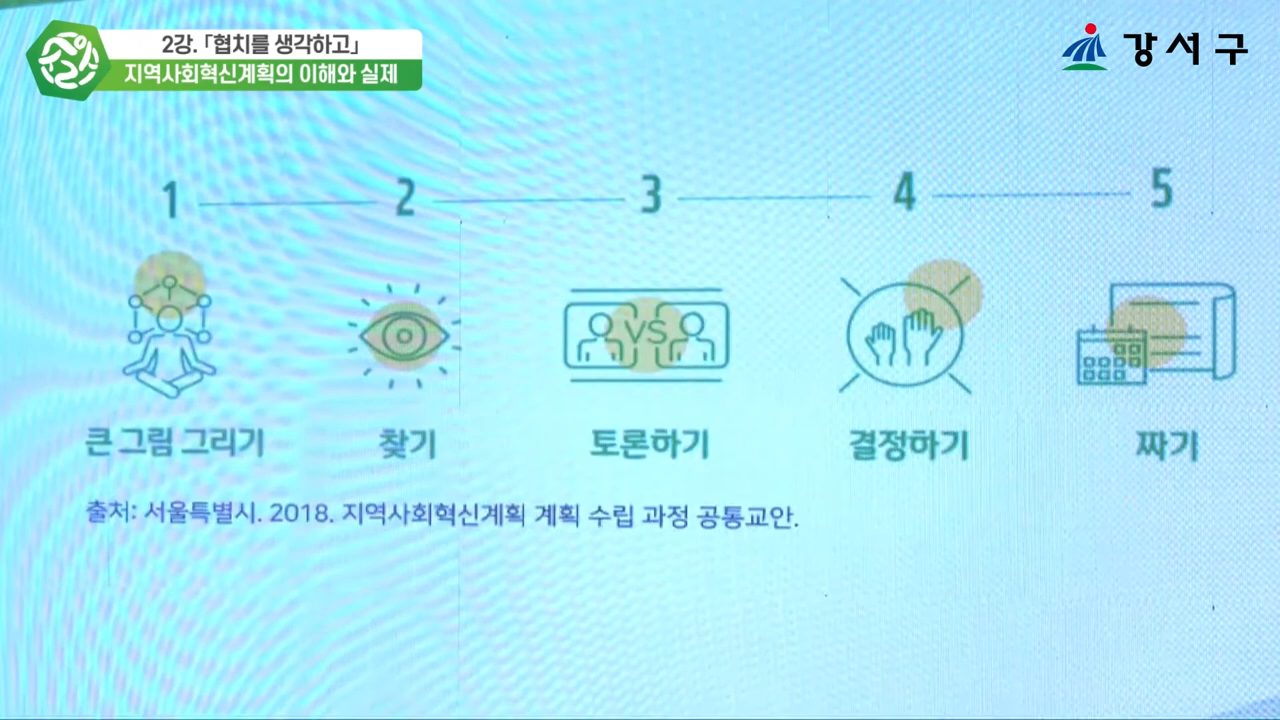 2강. 「협치를 생각하고」
지역사회혁신계획의 이해와 실제
강서구
1 2 3 4 5
VS
큰 그림 그리기 찾기 토론하기 결정하기 짜기
출처: 서울특별시. 2018. 지역사회혁신계획 계획 수립 과정 공통교안.